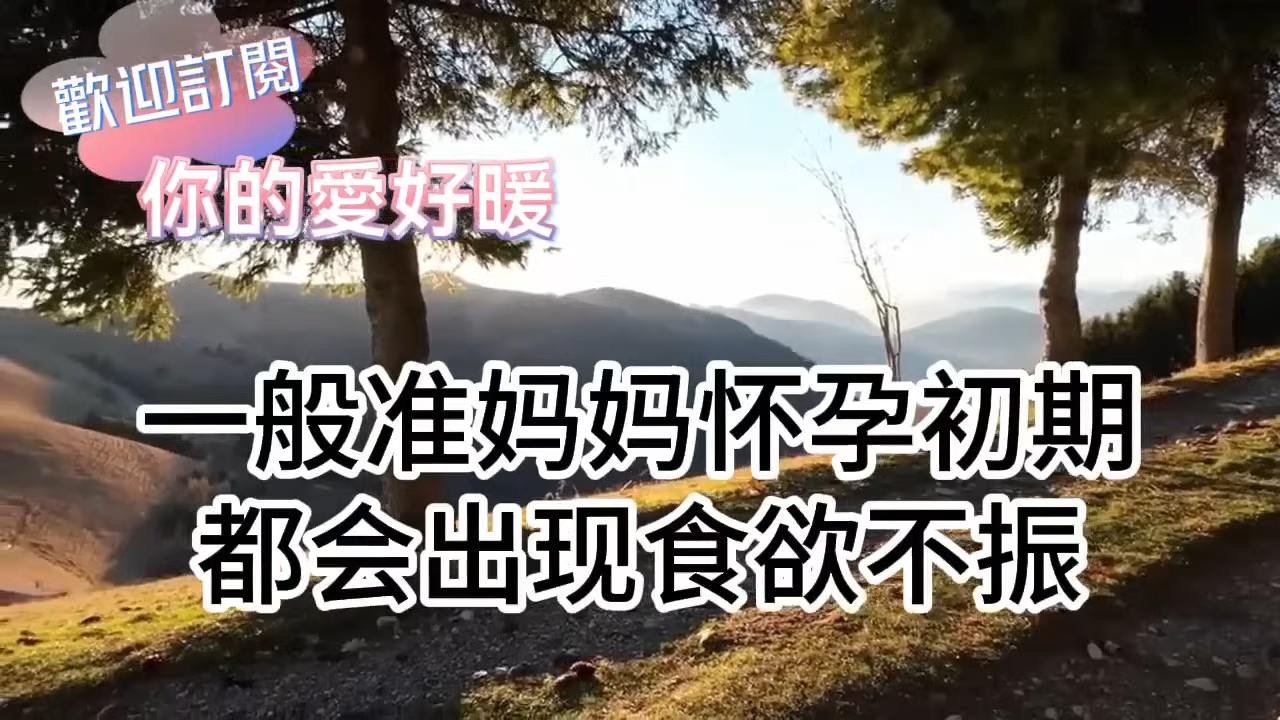 歡迎訂閱
你的愛好暖
一般准妈妈怀孕初期
都会出现食欲不振